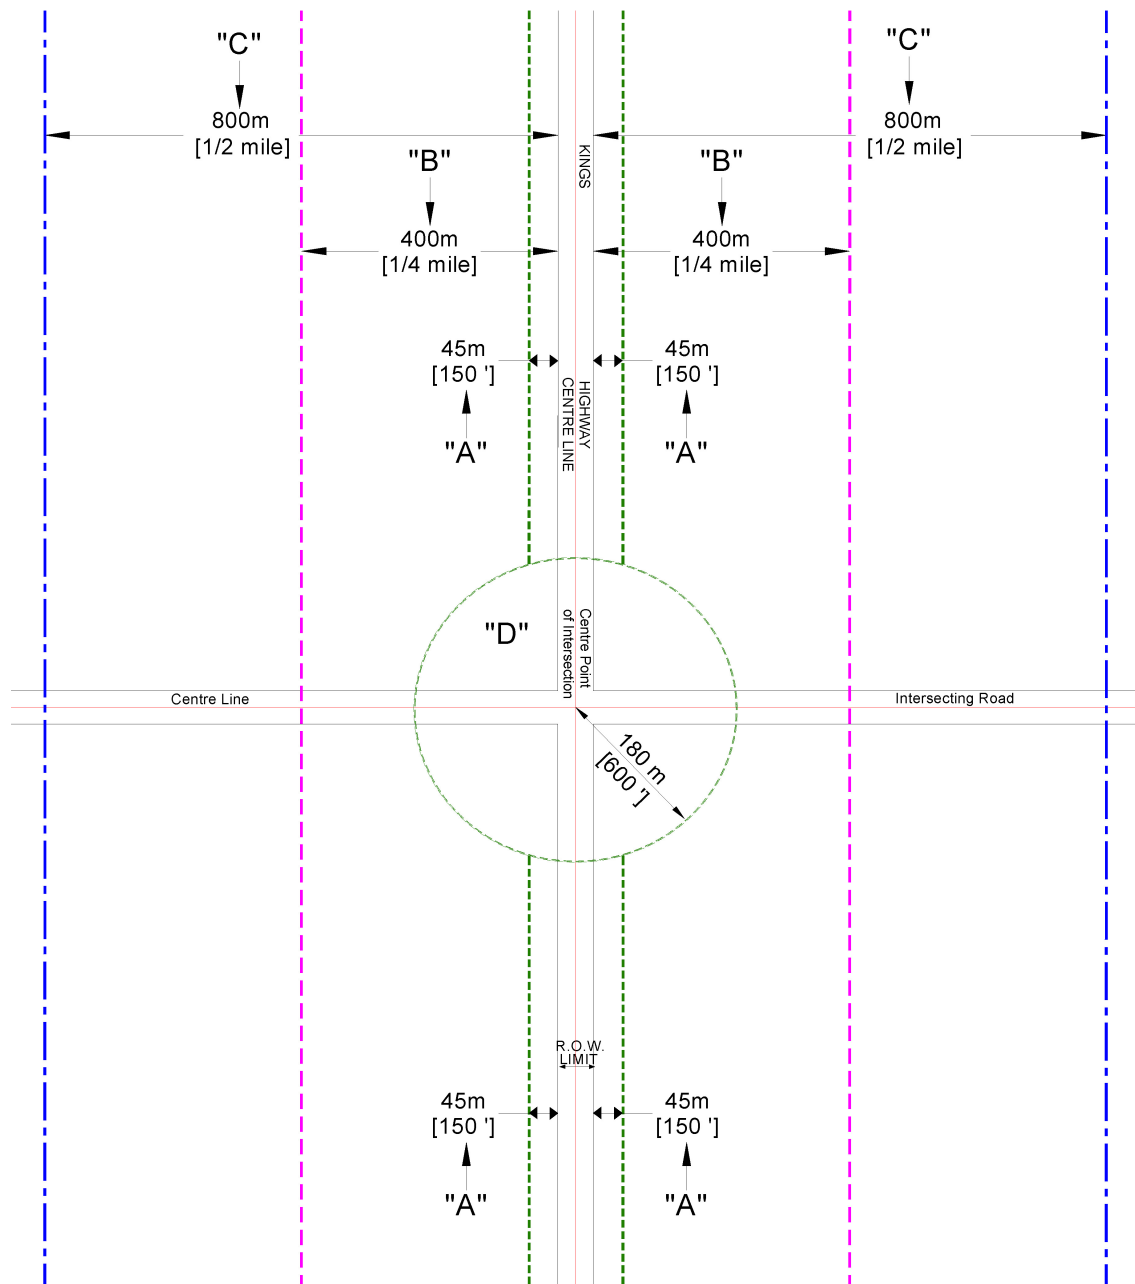 "C"
"C"
800m
[1/2 mile]
800m
[1/2 mile]
"B"
"B"
KINGS
400m
[1/4 mile]
400m
[1/4 mile]
45m
[150 ']
45m
[150 ']
HIGHWAY
CENTRE LINE
"A"
"A"
"D"
Centre Point
of Intersection
Centre Line
Intersecting Road
180 m
[600 ']
R.O.W.
LIMIT
45m
[150 ']
45m
[150 ']
"A"
"A"